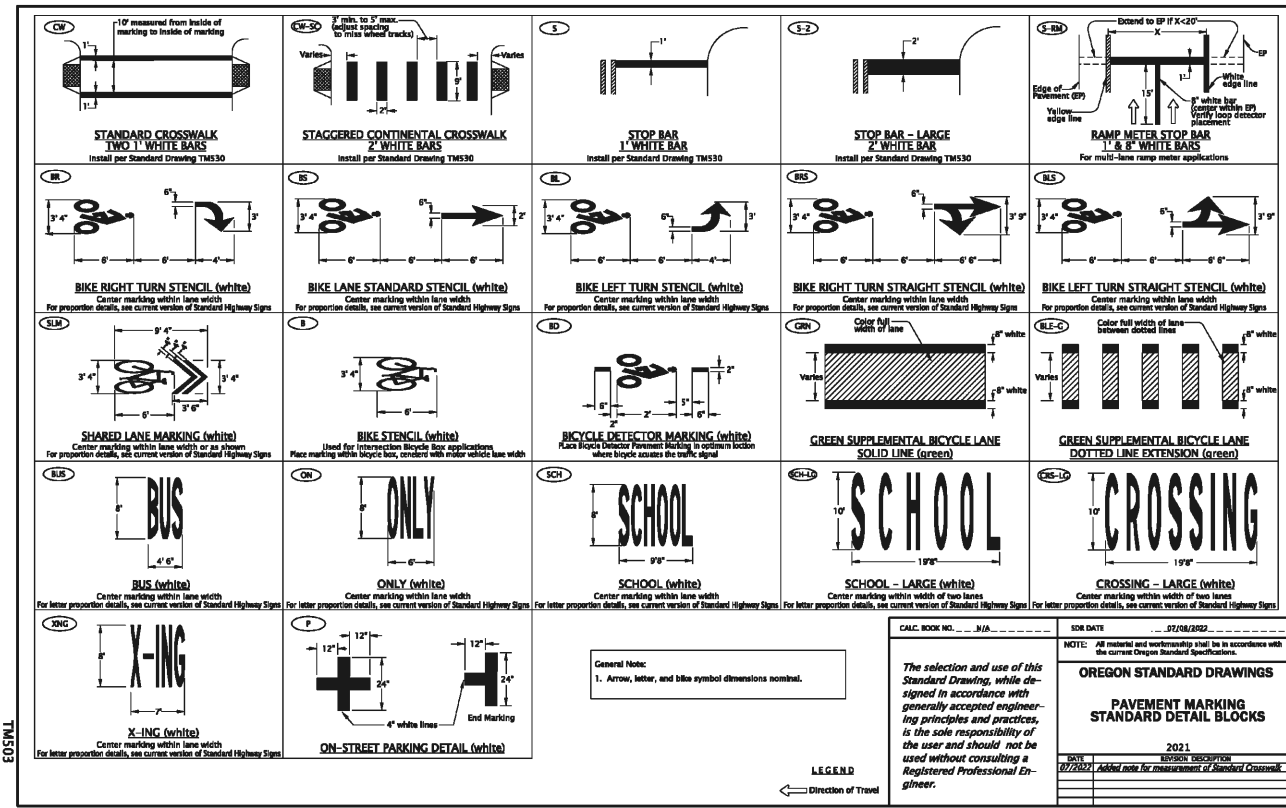 CW
10' measured from inside of
marking to inside of marking
1'
1'
STANDARD CROSSWALK
TWO 1' WHITE BARS
Install per Standard Drawing TM530
CW-SC
3' min. to 5' max.
(adjust spacing
to miss wheel tracks)
Varies
Varies
9'
2'
STAGGERED CONTINENTAL CROSSWALK
2' WHITE BARS
Install per Standard Drawing TM530
S
1'
STOP BAR
1' WHITE BAR
Install per Standard Drawing TM530
S-2
2'
STOP BAR - LARGE
2' WHITE BAR
Install per Standard Drawing TM530
S-RM
Extend to EP if X<20'
X
EP
1'
15'
White
edge line
Edge of
Pavement (EP)
Yellow
edge line
8" white bar
(center within EP)
Verify loop detector
placement
RAMP METER STOP BAR
1' & 8" WHITE BARS
For multi-lane ramp meter applications
BR
6"
3' 4"
3'
6'
6'
4'
BIKE RIGHT TURN STENCIL (white)
Center marking within lane width
For proportion details, see current version of Standard Highway Signs
BS
6"
3' 4"
2'
6'
6'
6'
BIKE LANE STANDARD STENCIL (white)
Center marking within lane width
For proportion details, see current version of Standard Highway Signs
BL
3' 4"
6"
3'
6'
6'
4'
BIKE LEFT TURN STENCIL (white)
Center marking within lane width
For proportion details, see current version of Standard Highway Signs
BRS
6"
3' 4"
3' 9"
6'
6'
6' 6"
BIKE RIGHT TURN STRAIGHT STENCIL (white)
Center marking within lane width
For proportion details, see current version of Standard Highway Signs
BLS
3' 4"
6"
3' 9"
6'
6'
6' 6"
BIKE LEFT TURN STRAIGHT STENCIL (white)
Center marking within lane width
For proportion details, see current version of Standard Highway Signs
SLM
9' 4"
3' 4"
3' 4"
3' 6"
6'
SHARED LANE MARKING (white)
Center marking within lane width or as shown
For proportion details, see current version of Standard Highway Signs
B
3' 4"
6'
BIKE STENCIL (white)
Used for Intersection Bicycle Box applications
Place marking within bicycle box, cenelerd with motor vehicle lane width
BD
2"
6"
2'
5"
6"
2"
BICYCLE DETECTOR MARKING (white)
PLace Bicycle Detector Pavement Marking in optimum loction
where bicycle acuates the traffic signal
GRN
Color full
width of lane
8" white
Varies
8" white
GREEN SUPPLEMENTAL BICYCLE LANE
SOLID LINE (green)
BLE-G
Color full width of lane
between dotted lines
8" white
Varies
8" white
GREEN SUPPLEMENTAL BICYCLE LANE
DOTTED LINE EXTENSION (green)
BUS
8'
BUS
4' 6"
BUS (white)
Center marking within lane width
For letter proportion details, see current version of Standard Highway Signs
ON
8'
ONLY
6'
ONLY (white)
Center marking within lane width
For letter proportion details, see current version of Standard Highway Signs
SCH
8'
SCHOOL
9'8"
SCHOOL (white)
Center marking within lane width
For letter proportion details, see current version of Standard Highway Signs
SCH-LG
10'
SCHOOL
19'8"
SCHOOL - LARGE (white)
Center marking within width of two lanes
For letter proportion details, see current version of Standard Highway Signs
CRS-LG
10'
CROSSING
19'8"
CROSSING - LARGE (white)
Center marking within width of two lanes
For letter proportion details, see current version of Standard Highway Signs
XNG
8'
X-ING
7'
X-ING (white)
Center marking within lane width
For letter proportion details, see current version of Standard Highway Signs
P
12"
12"
12"
24"
24"
4" white lines
End Marking
ON-STREET PARKING DETAIL (white)
General Note:
1. Arrow, letter, and bike symbol dimensions nominal.
LEGEND
Direction of Travel
CALC. BOOK NO. N/A
SDR DATE 07/08/2022
NOTE: All material and workmanship shall be in accordance with
the current Oregon Standard Specifications.
The selection and use of this
Standard Drawing, while de-
signed in accordance with
generally accepted engineer-
ing principles and practices,
is the sole responsibility of
the user and should not be
used without consulting a
Registered Professional En-
gineer.
OREGON STANDARD DRAWINGS
PAVEMENT MARKING
STANDARD DETAIL BLOCKS
2021
DATE REVISION DESCRIPTION
07/2022 Added note for measurement of Standard Crosswalk
TM503